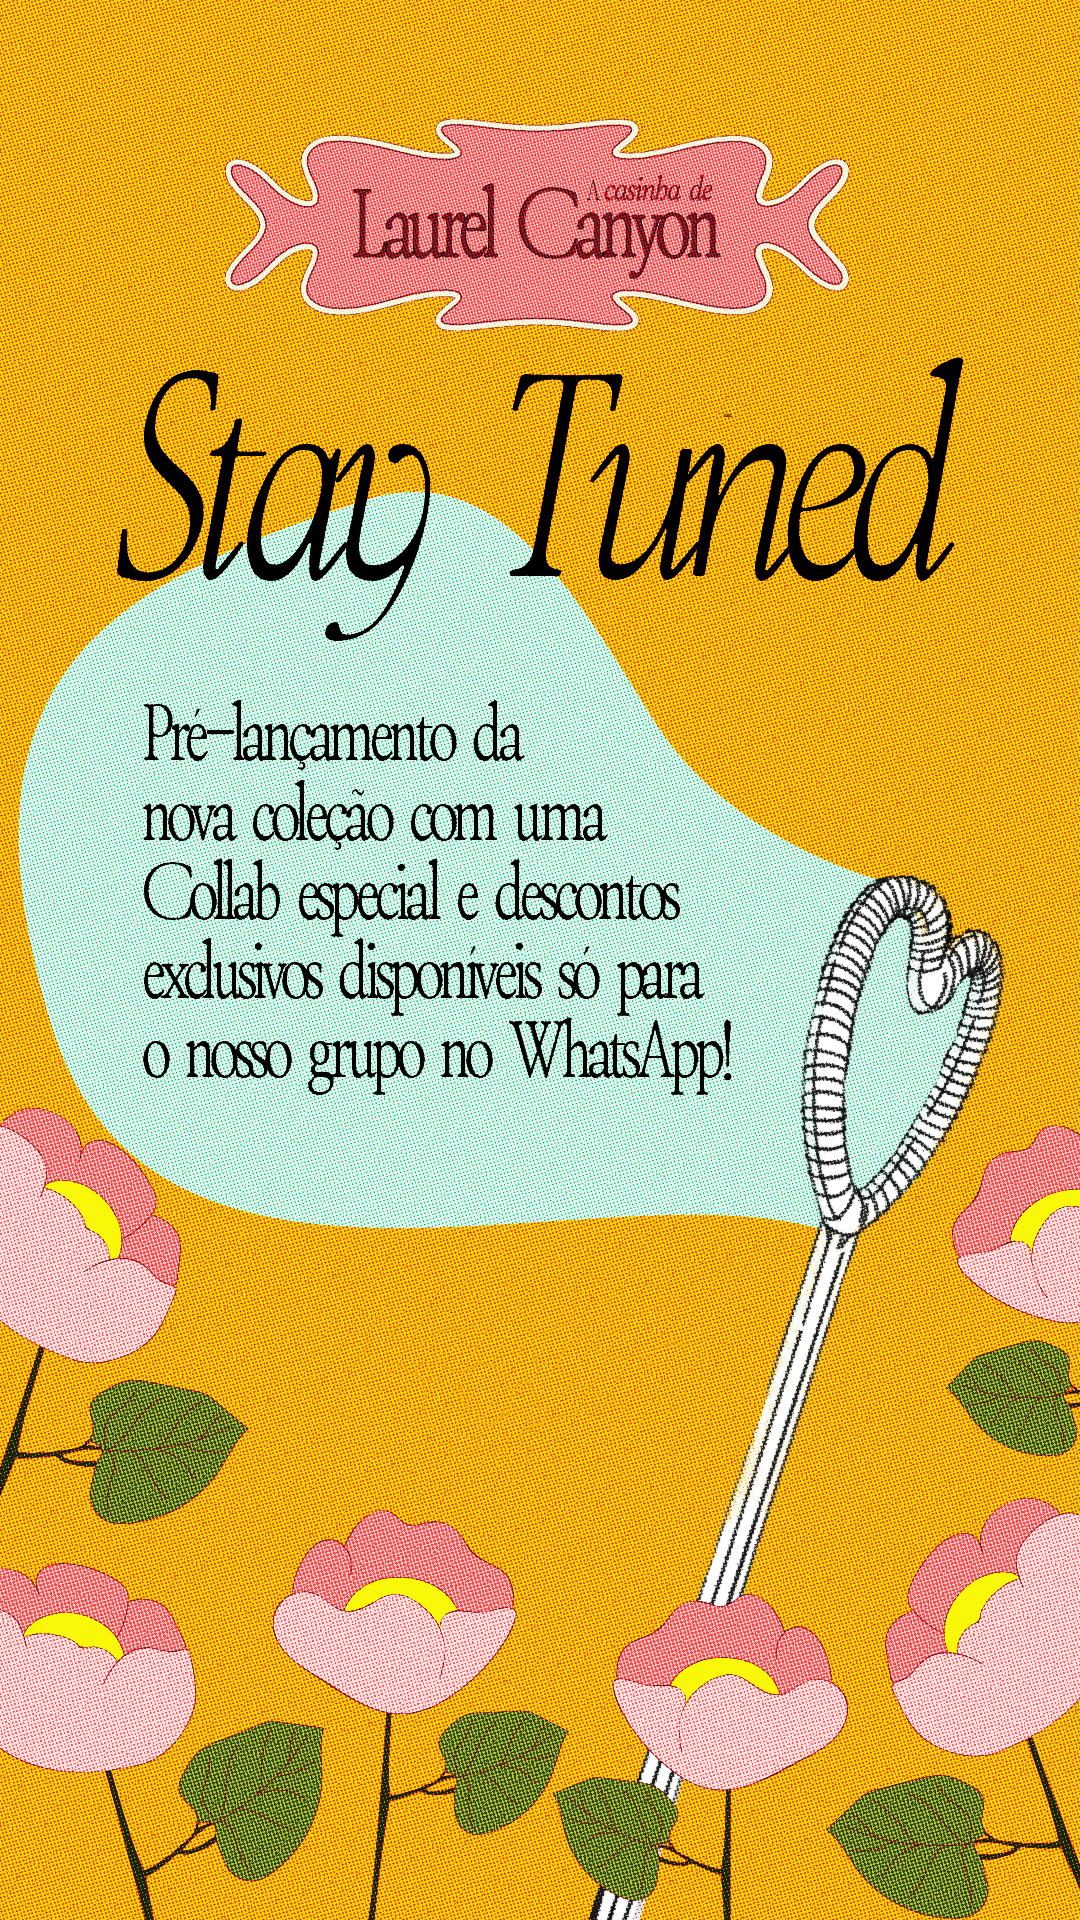 A casinha de
Laurel Canyon
Stay Tuned
Pré-lançamento da
nova coleção com uma
Collab especial e descontos
exclusivos disponíveis só para
o nosso grupo no WhatsApp!